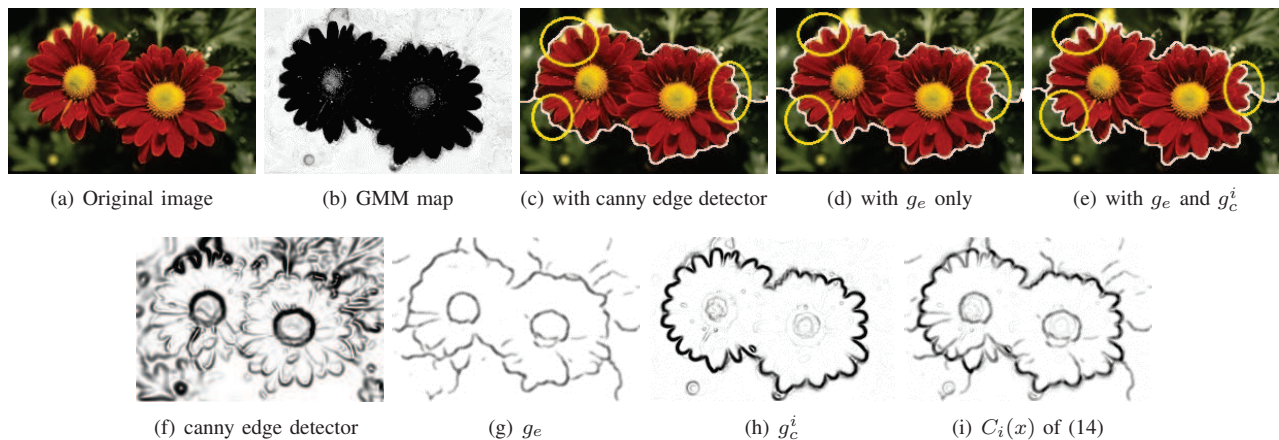 (a) Original image
(b) GMM map
(c) with canny edge detector
(d) with $g_e$ only
(e) with $g_e$ and $g_c^i$
(f) canny edge detector
(g) $g_e$
(h) $g_c^i$
(i) $C_i(x)$ of (14)